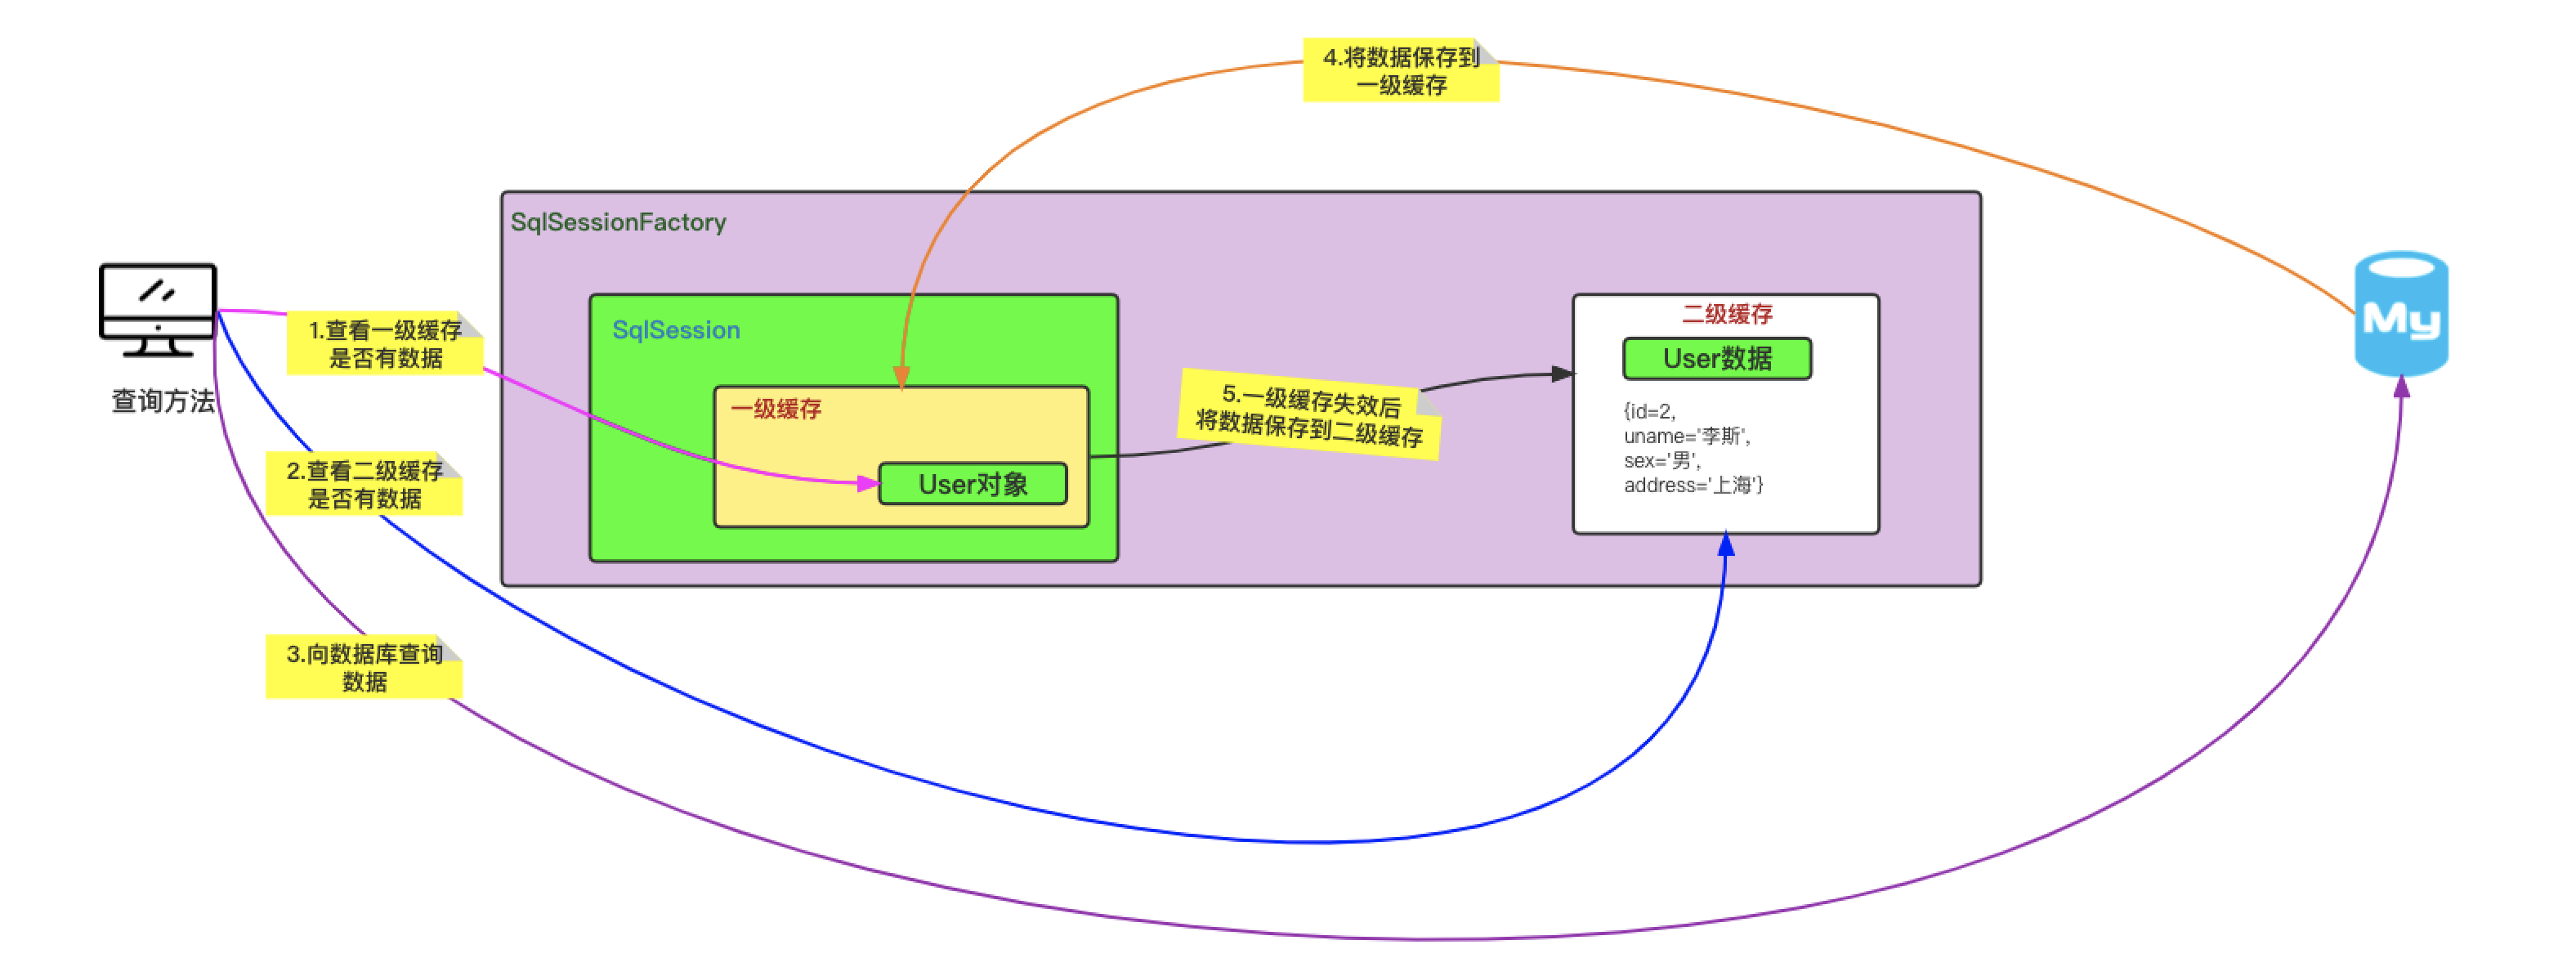 4.将数据保存到
一级缓存
SqlSessionFactory
SqlSession
一级缓存
User对象
1.查看一级缓存
是否有数据
查询方法
2.查看二级缓存
是否有数据
3.向数据库查询
数据
5.一级缓存失效后
将数据保存到二级缓存
二级缓存
User数据
{id=2,
uname='李斯',
sex='男',
address='上海'}
My